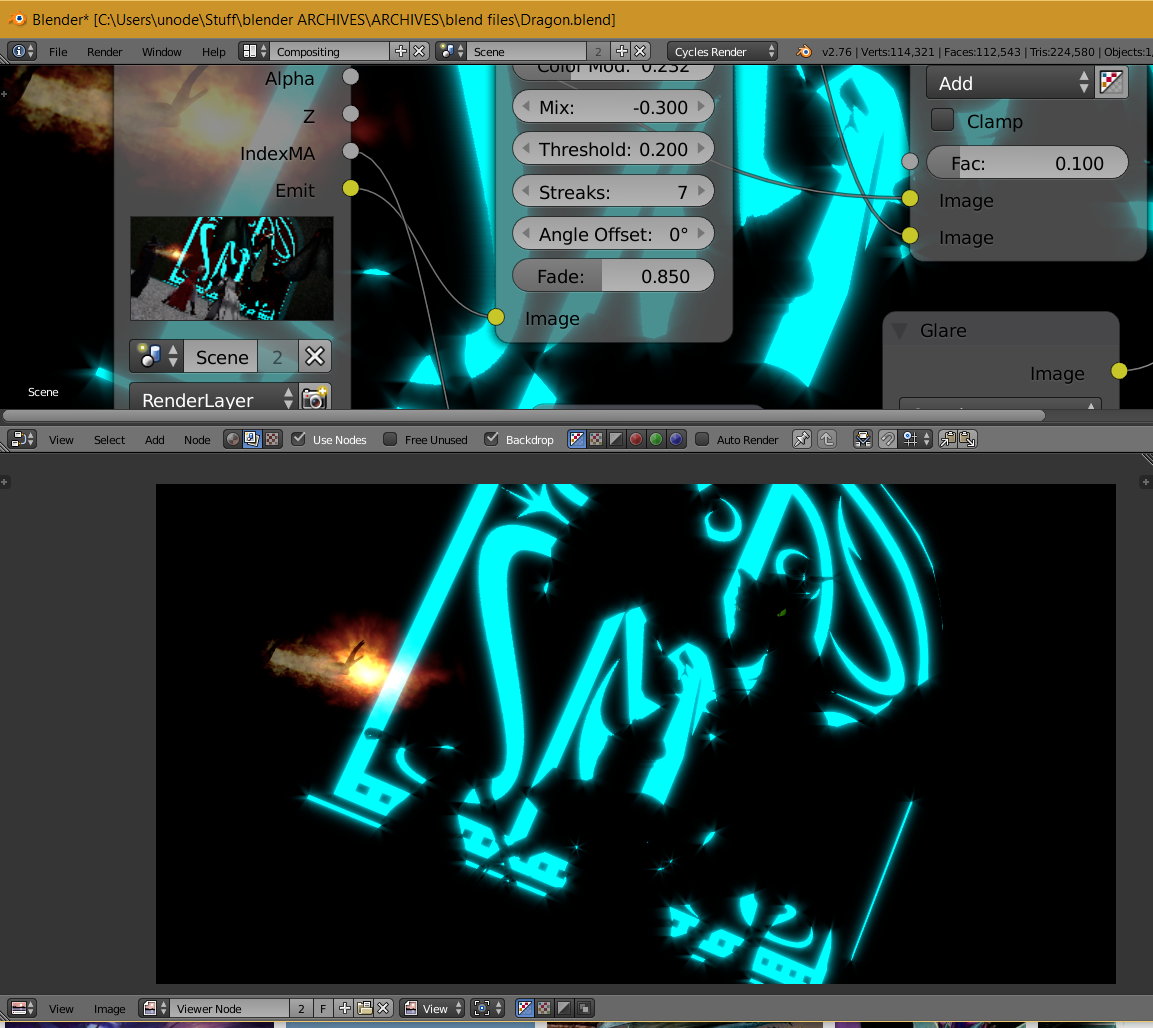 Blender* [C:\Users\unode\Stuff\blender ARCHIVES\ARCHIVES\blend files\Dragon.blend]
File Render Window Help Compositing Scene 2 Cycles Render v2.76 | Verts:114,321 | Faces:112,543 | Tris:224,580 | Objects:1
Alpha
Z
IndexMA
Emit
Scene 2
RenderLayer
Scene
Color Mod: 0.252
Mix: -0.300
Threshold: 0.200
Streaks: 7
Angle Offset: 0°
Fade: 0.850
Image
Add
Clamp
Fac: 0.100
Image
Image
Glare
Image
View Select Add Node Use Nodes Free Unused Backdrop Auto Render
View Image Viewer Node 2 F View